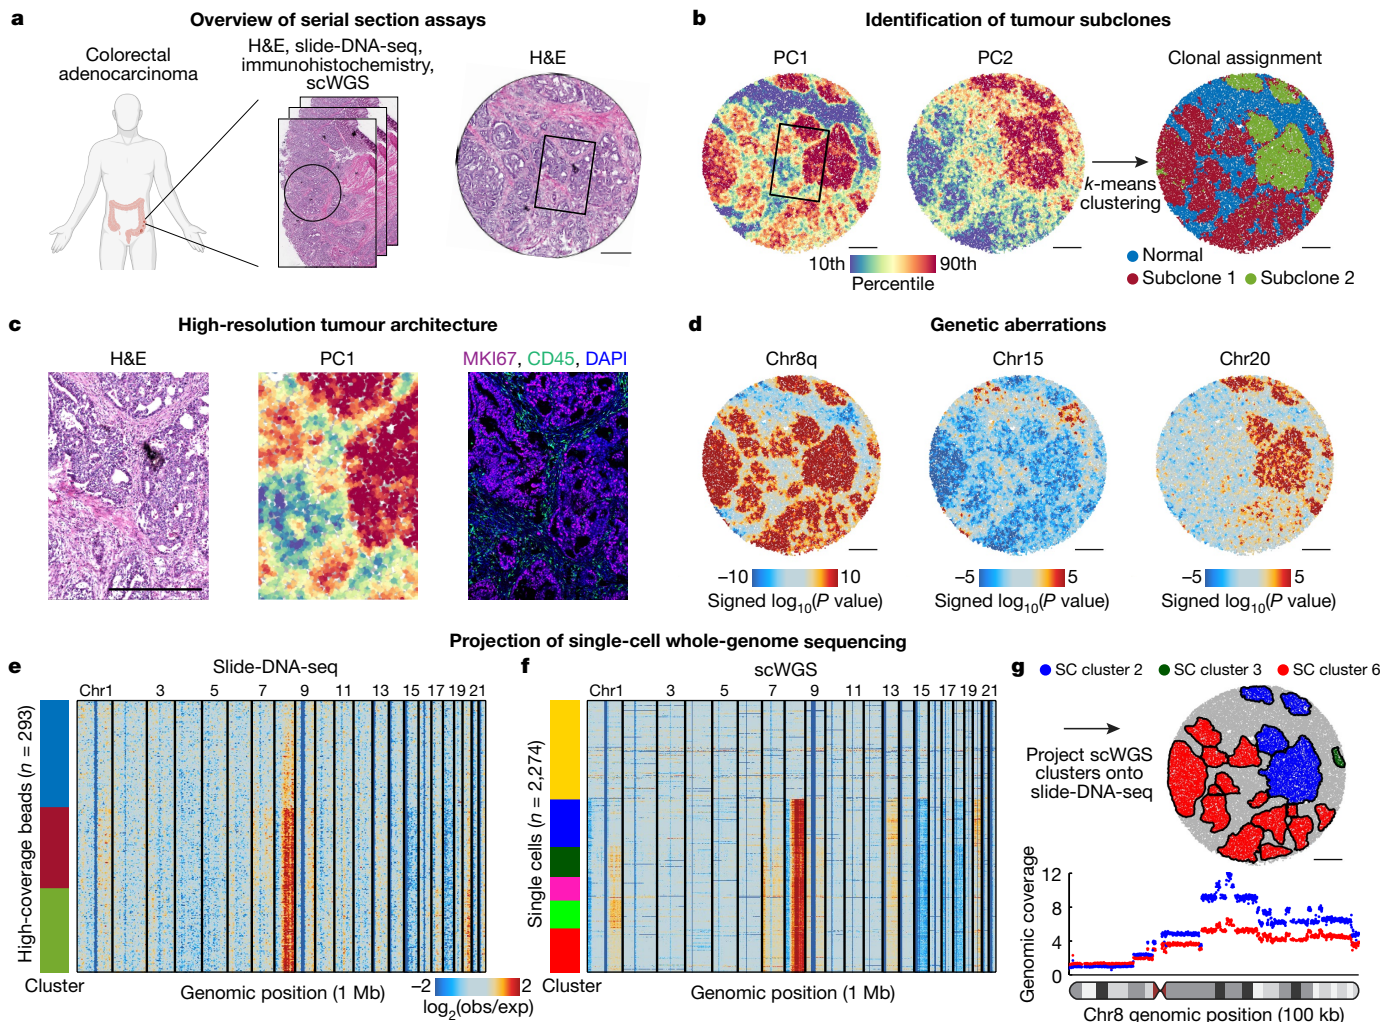 a Overview of serial section assays
Colorectal
adenocarcinoma
H&E, slide-DNA-seq,
immunohistochemistry,
scWGS
H&E
b Identification of tumour subclones
PC1
PC2
Clonal assignment
k-means
clustering
10th 90th
Percentile
Normal
Subclone 1 Subclone 2
c High-resolution tumour architecture
H&E
PC1
MKI67, CD45, DAPI
d Genetic aberrations
Chr8q
Chr15
Chr20
–10 10
Signed log10(P value)
–5 5
Signed log10(P value)
–5 5
Signed log10(P value)
Projection of single-cell whole-genome sequencing
e Slide-DNA-seq
Chr1 3 5 7 9 11 13 15 17 19 21
High-coverage beads (n = 293)
Cluster
Genomic position (1 Mb)
–2 2
log2(obs/exp)
f scWGS
Chr1 3 5 7 9 11 13 15 17 19 21
Single cells (n = 2,274)
Cluster
Genomic position (1 Mb)
g SC cluster 2 SC cluster 3 SC cluster 6
Project scWGS
clusters onto
slide-DNA-seq
Genomic coverage
12
8
4
0
Chr8 genomic position (100 kb)